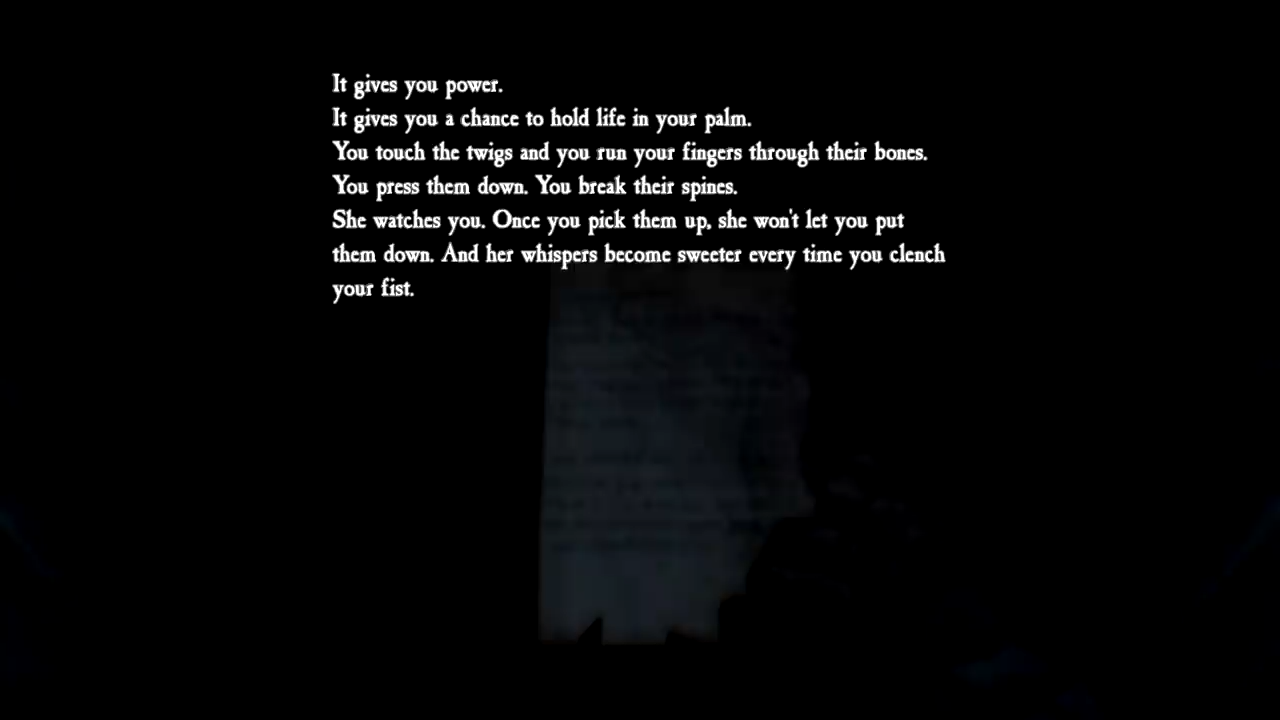 It gives you power.
It gives you a chance to hold life in your palm.
You touch the twigs and you run your fingers through their bones.
You press them down. You break their spines.
She watches you. Once you pick them up, she won't let you put
them down. And her whispers become sweeter every time you clench
your fist.